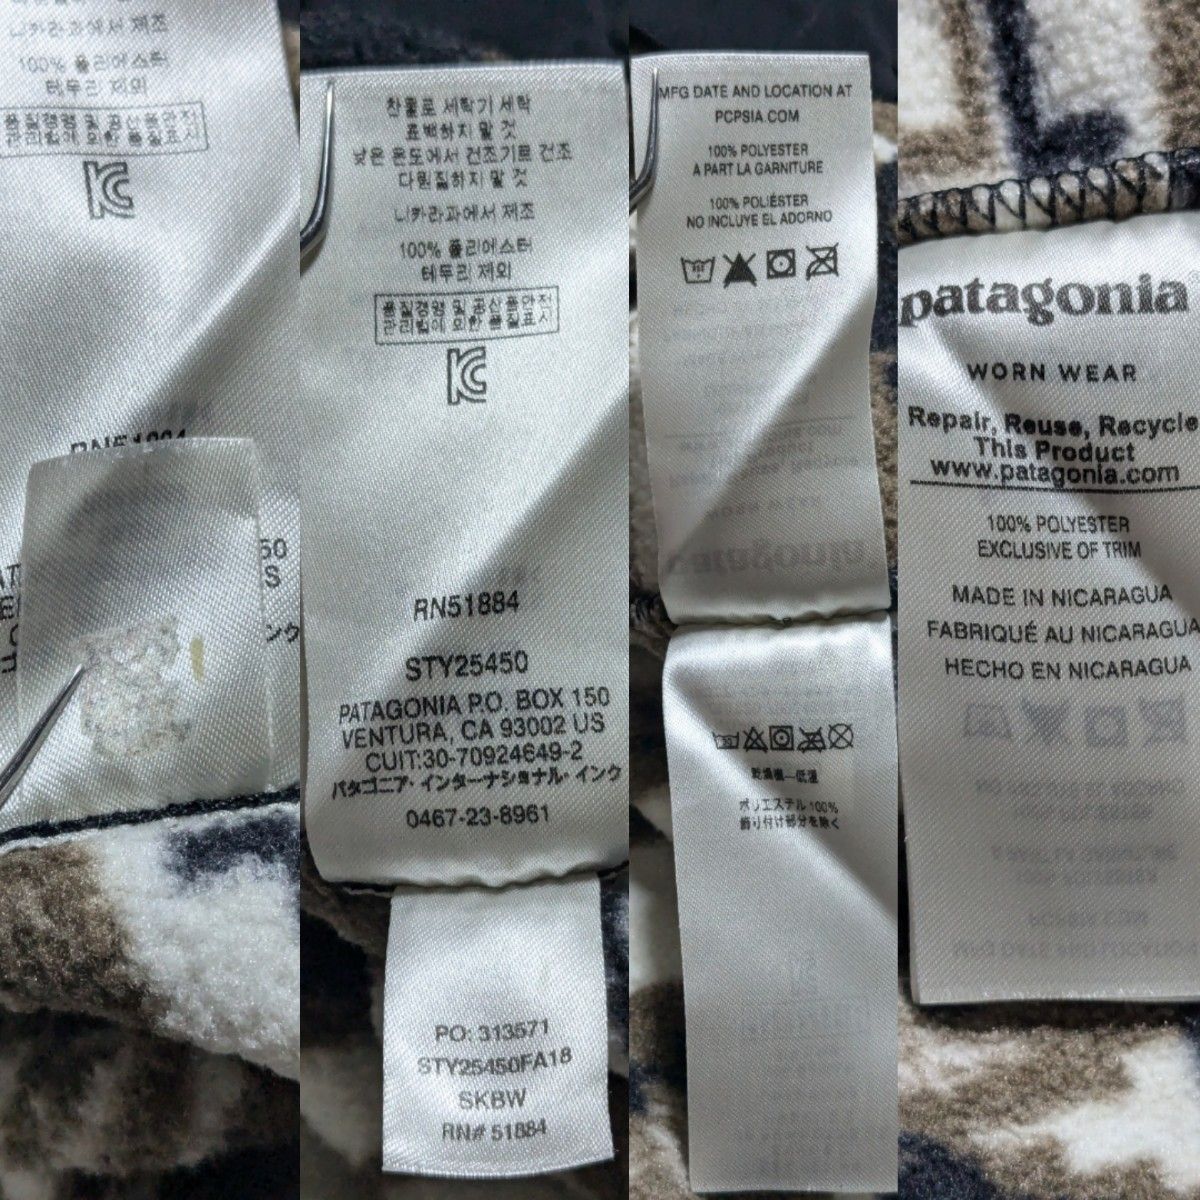 니카라과에서 제조
100% 폴리에스터
테두리 제외
품질경영 및 공산품안전
관리법에 의한 품질표시
찬물로 세탁기 세탁
표백하지 말 것
낮은 온도에서 건조기르 건조
다림질하지 말 것
니카라과에서 제조
100% 폴리에스터
테두리 제외
품질경영 및 공산품안전
관리법에 의한 품질표시
RN51884
STY25450
PATAGONIA P.O. BOX 150
VENTURA, CA 93002 US
CUIT:30-70924649-2
パタゴニア・インターナショナル・インク
0467-23-8961
PO: 313571
STY25450FA18
SKBW
RN# 51884
MFG DATE AND LOCATION AT
PCPSIA.COM
100% POLYESTER
A PART LA GARNITURE
100% POLIÉSTER
NO INCLUYE EL ADORNO
乾燥機―低温
ポリエステル 100%
飾り付け部分を除く
patagonia
WORN WEAR
Repair, Reuse, Recycle
This Product
www.patagonia.com
100% POLYESTER
EXCLUSIVE OF TRIM
MADE IN NICARAGUA
FABRIQUÉ AU NICARAGUA
HECHO EN NICARAGUA